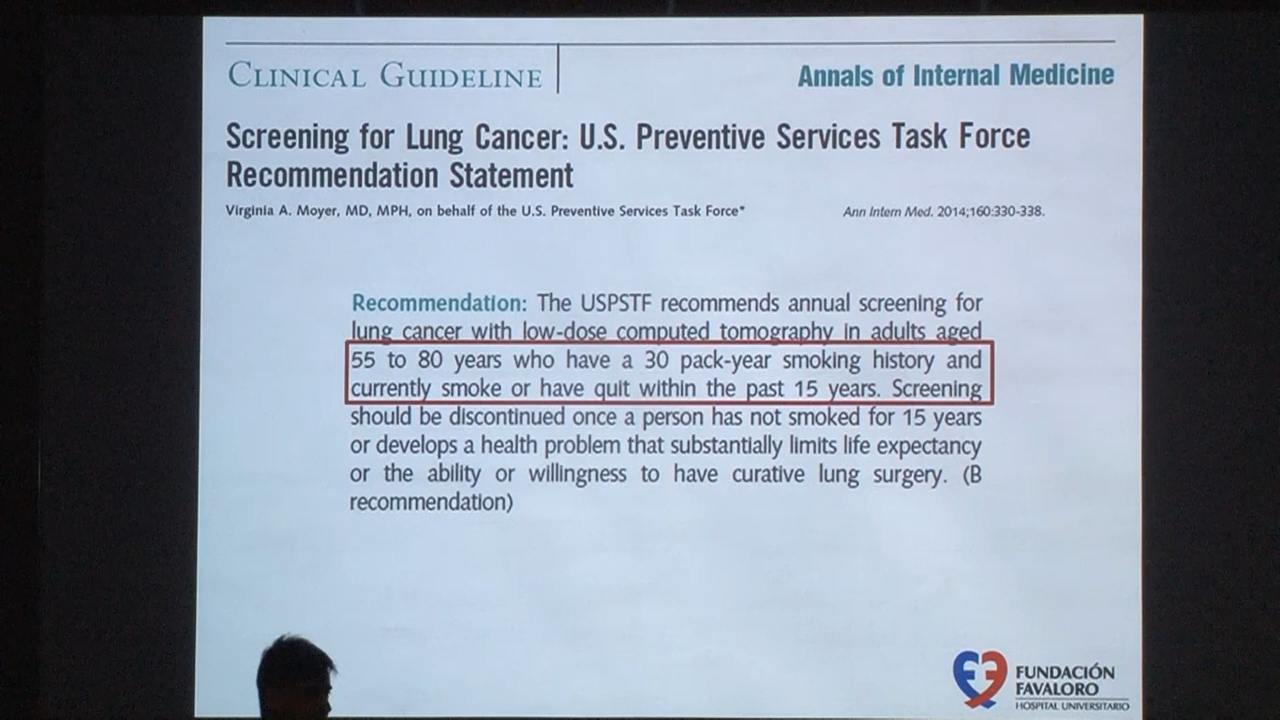 CLINICAL GUIDELINE
Annals of Internal Medicine
Screening for Lung Cancer: U.S. Preventive Services Task Force
Recommendation Statement
Virginia A. Moyer, MD, MPH, on behalf of the U.S. Preventive Services Task Force*
Ann Intern Med. 2014;160:330-338.
Recommendation: The USPSTF recommends annual screening for
lung cancer with low-dose computed tomography in adults aged
55 to 80 years who have a 30 pack-year smoking history and
currently smoke or have quit within the past 15 years. Screening
should be discontinued once a person has not smoked for 15 years
or develops a health problem that substantially limits life expectancy
or the ability or willingness to have curative lung surgery. (B
recommendation)
FUNDACIÓN
FAVALORO
HOSPITAL UNIVERSITARIO